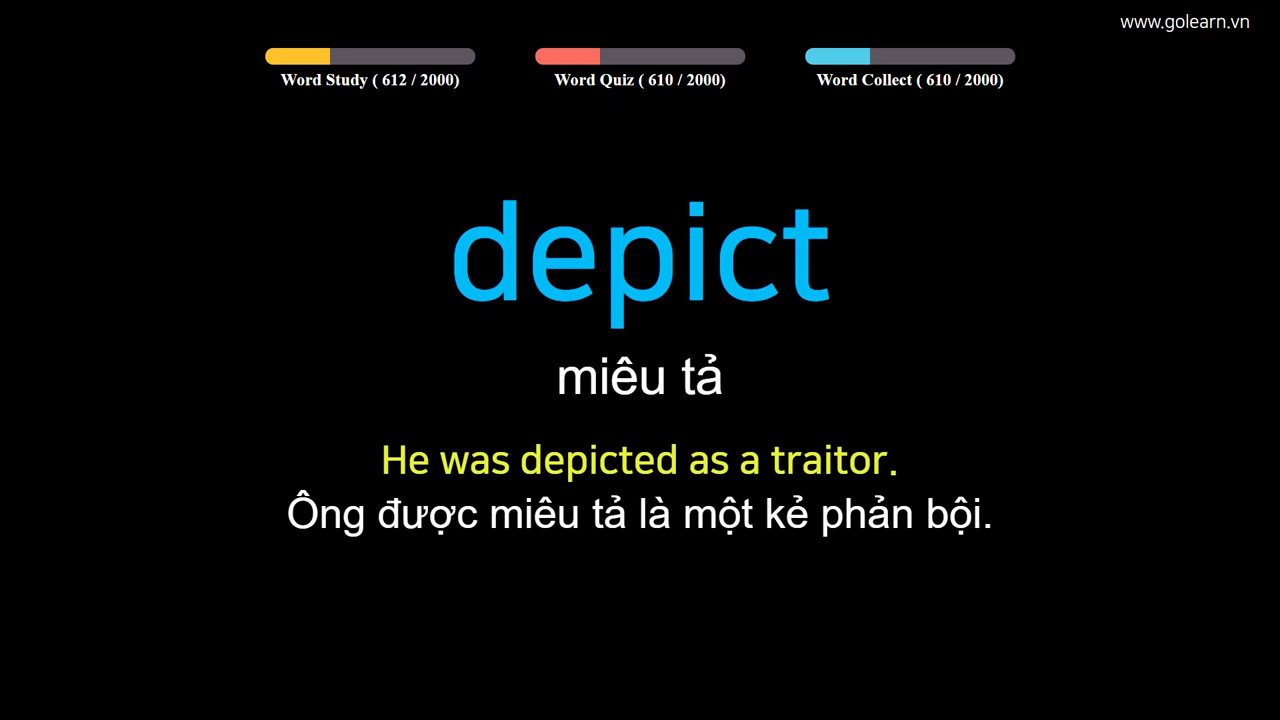 www.golearn.vn
Word Study ( 612 / 2000)
Word Quiz ( 610 / 2000)
Word Collect ( 610 / 2000)
depict
miêu tả
He was depicted as a traitor.
Ông được miêu tả là một kẻ phản bội.